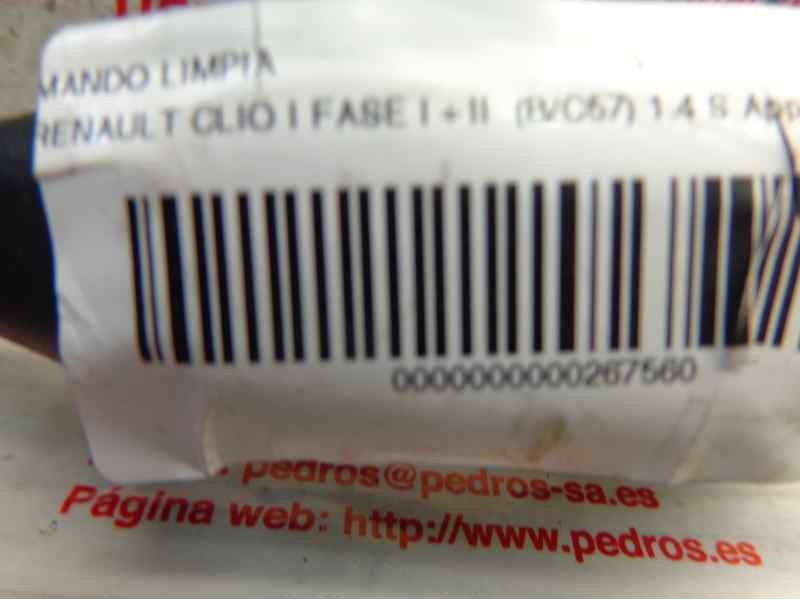 MANDO LIMPIA
RENAULT CLIO I FASE I + II (B/C57) 1.4 S App
0000000000267560
pedros@pedros-sa.es
Página web: http://www.pedros.es